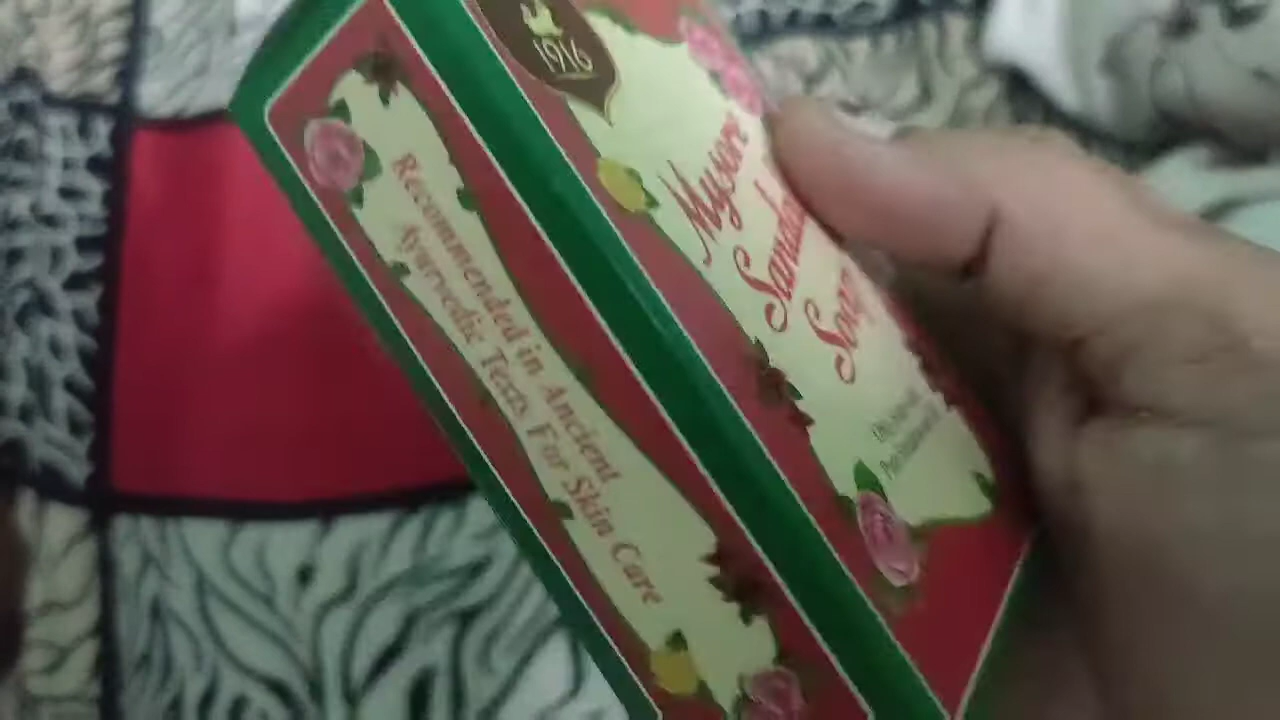 1916
Mysore
Sandal
Soap
Recommended in Ancient
Ayurvedic Texts For Skin Care